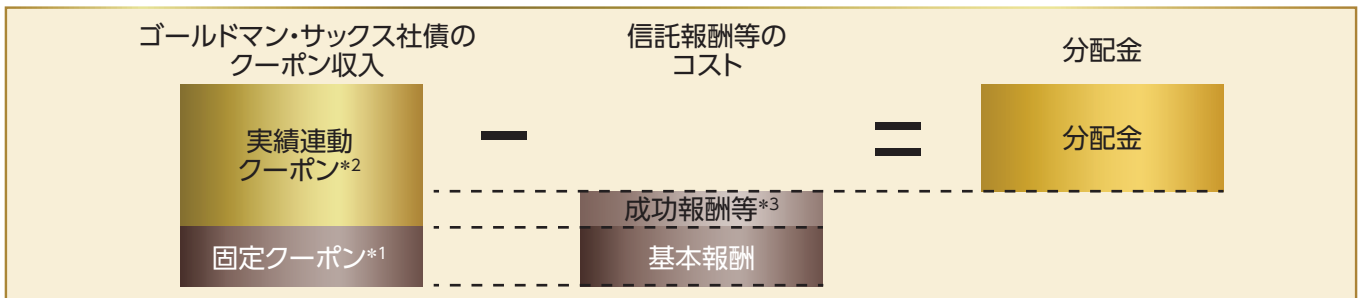 ゴールドマン・サックス社債の
クーポン収入
信託報酬等の
コスト
分配金
実績連動
クーポン*2
固定クーポン*1
−
成功報酬等*3
基本報酬
=
分配金